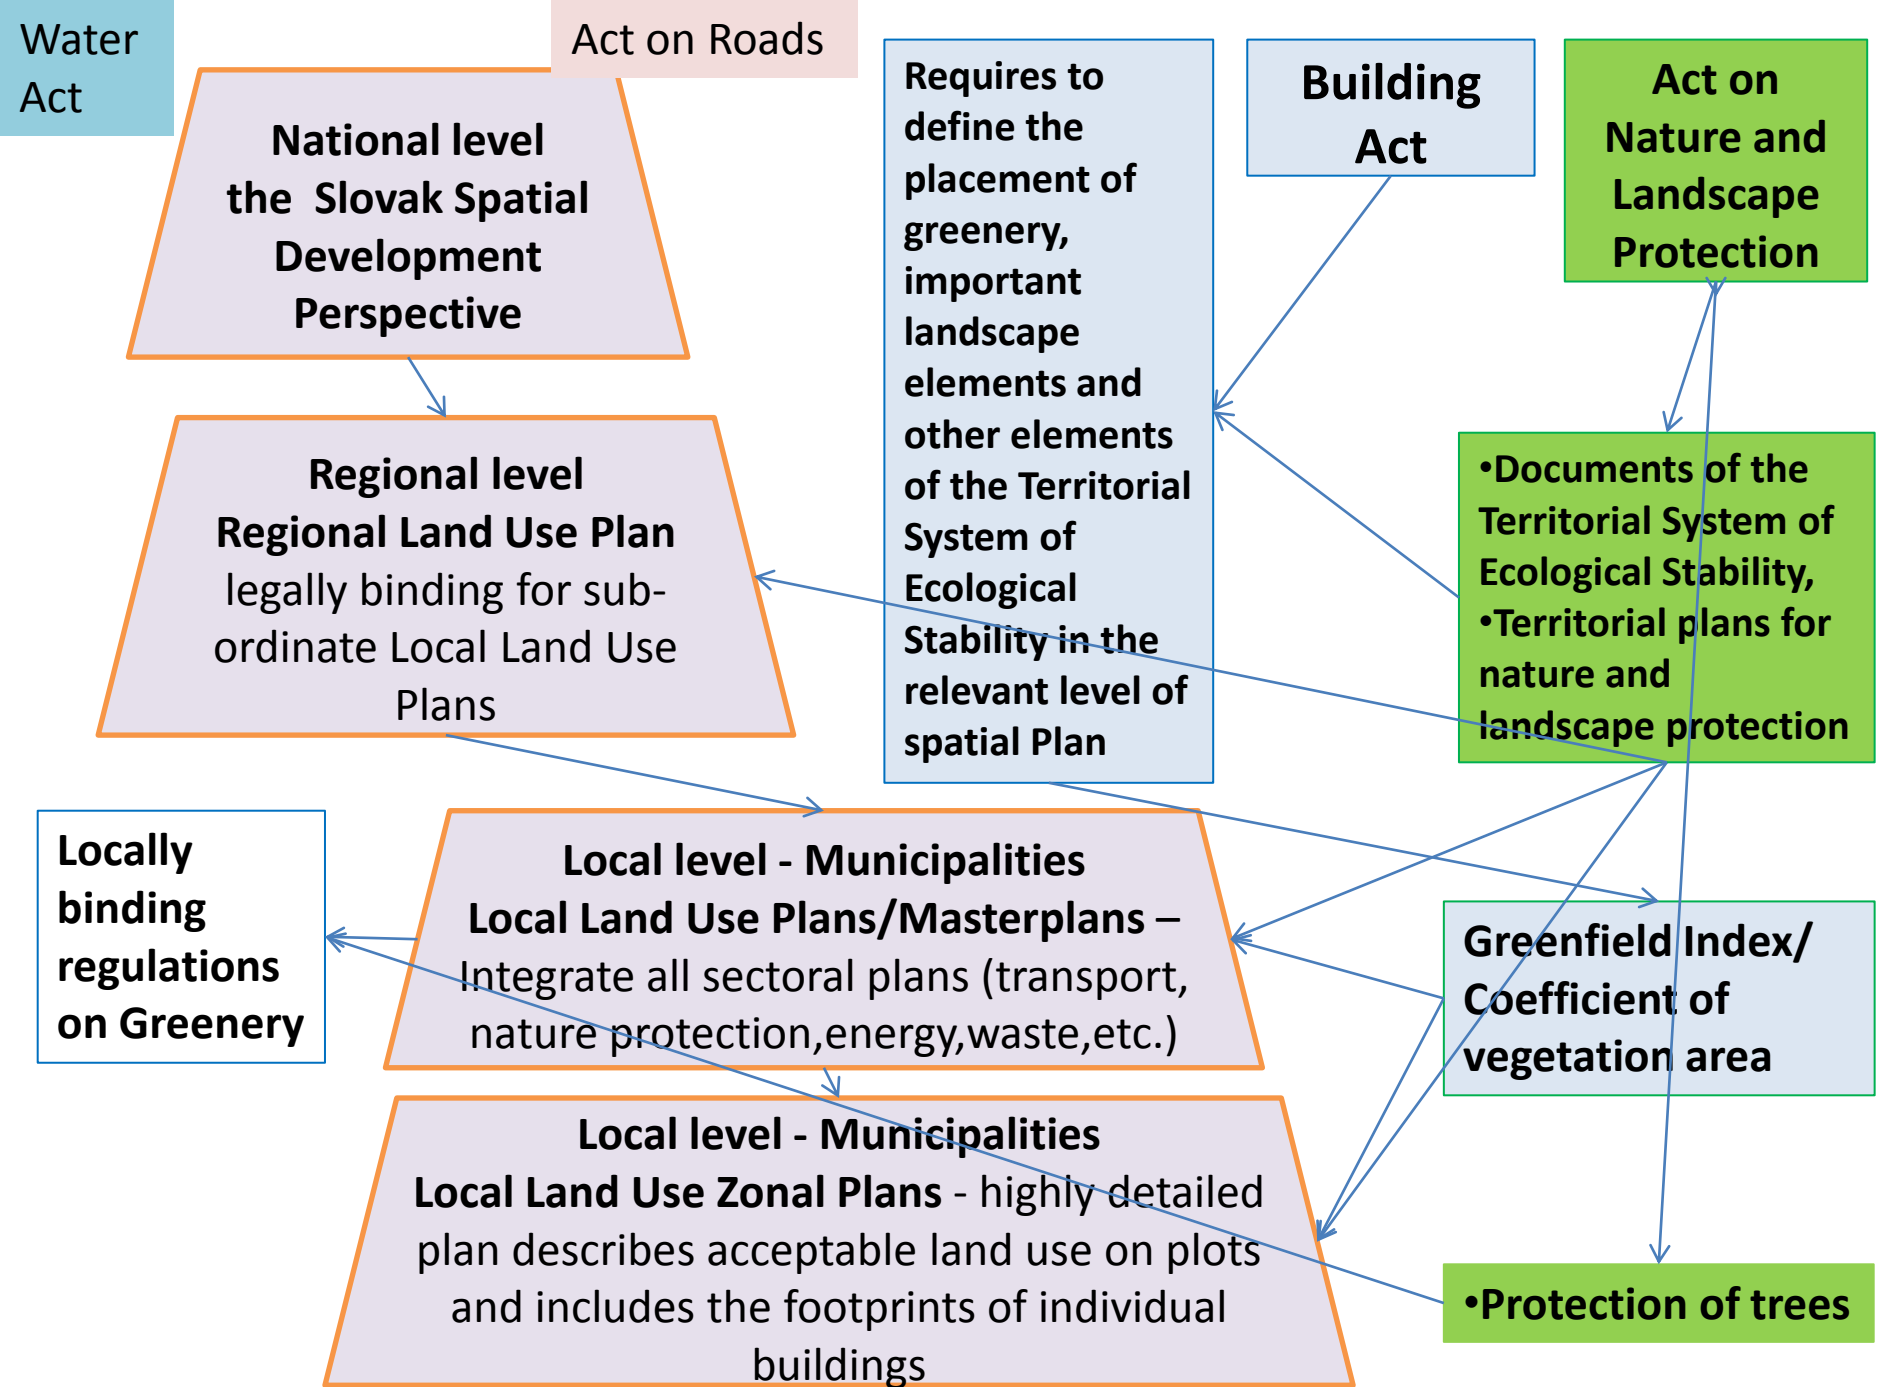 Water
Act
Act on Roads
National level
the  Slovak Spatial
Development
Perspective
Requires to
define the
placement of
greenery,
important
landscape
elements and
other elements
of the Territorial
System of
Ecological
Stability in the
relevant level of
spatial Plan
Building
Act
Act on
Nature and
Landscape
Protection
Regional level
Regional Land Use Plan
legally binding for sub-
ordinate Local Land Use
Plans
•Documents of the
Territorial System of
Ecological Stability,
•Territorial plans for
nature and
landscape protection
Locally
binding
regulations
on Greenery
Local level - Municipalities
Local Land Use Plans/Masterplans –
Integrate all sectoral plans (transport,
nature protection,energy,waste,etc.)
Greenfield Index/
Coefficient of
vegetation area
Local level - Municipalities
Local Land Use Zonal Plans - highly detailed
plan describes acceptable land use on plots
and includes the footprints of individual
buildings
•Protection of trees